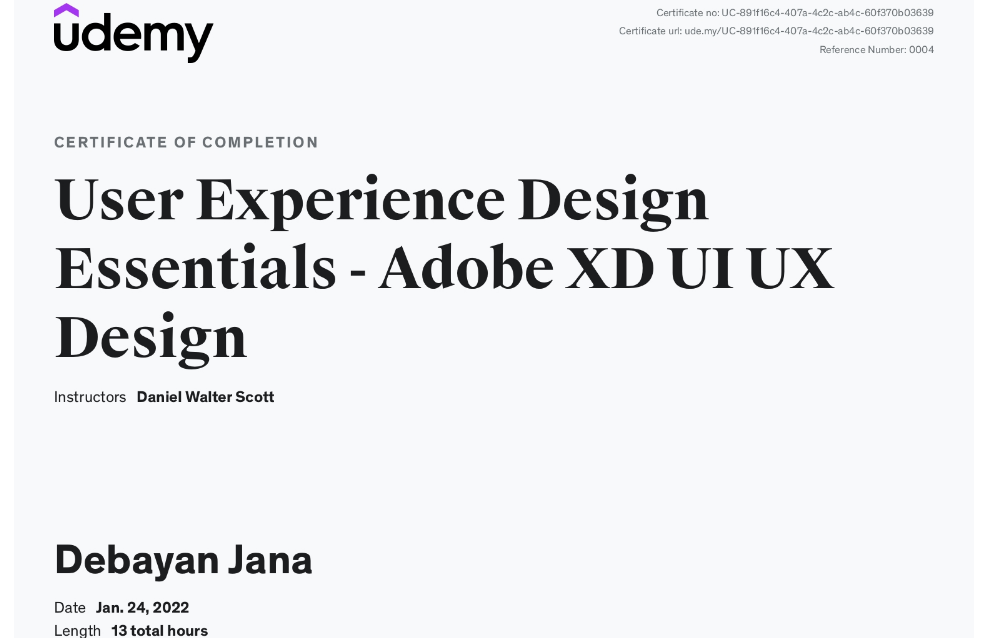 udemy
Certificate no: UC-891f16c4-407a-4c2c-ab4c-60f370b03639
Certificate url: ude.my/UC-891f16c4-407a-4c2c-ab4c-60f370b03639
Reference Number: 0004
CERTIFICATE OF COMPLETION
User Experience Design
Essentials - Adobe XD UI UX
Design
Instructors Daniel Walter Scott
Debayan Jana
Date Jan. 24, 2022
Length 13 total hours